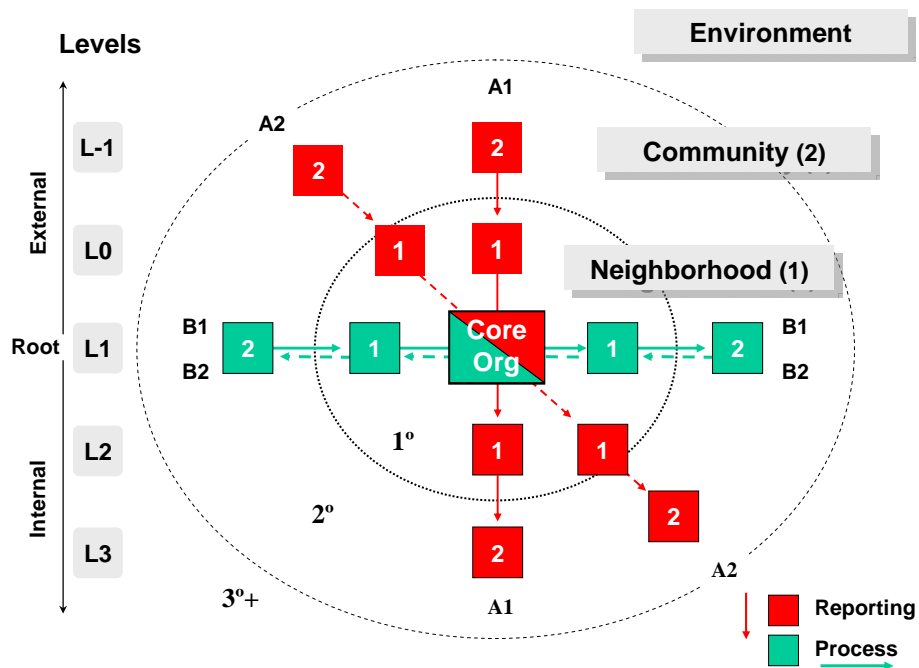 Environment
Levels
A1
A2
L-1
2
2
Community (2)
External
L0
1
1
Neighborhood (1)
Root
L1
B1
B2
2
1
Core
Org
1
2
B1
B2
Internal
L2
1º
1
1
2º
L3
2
2
3º+
A1
A2
Reporting
Process